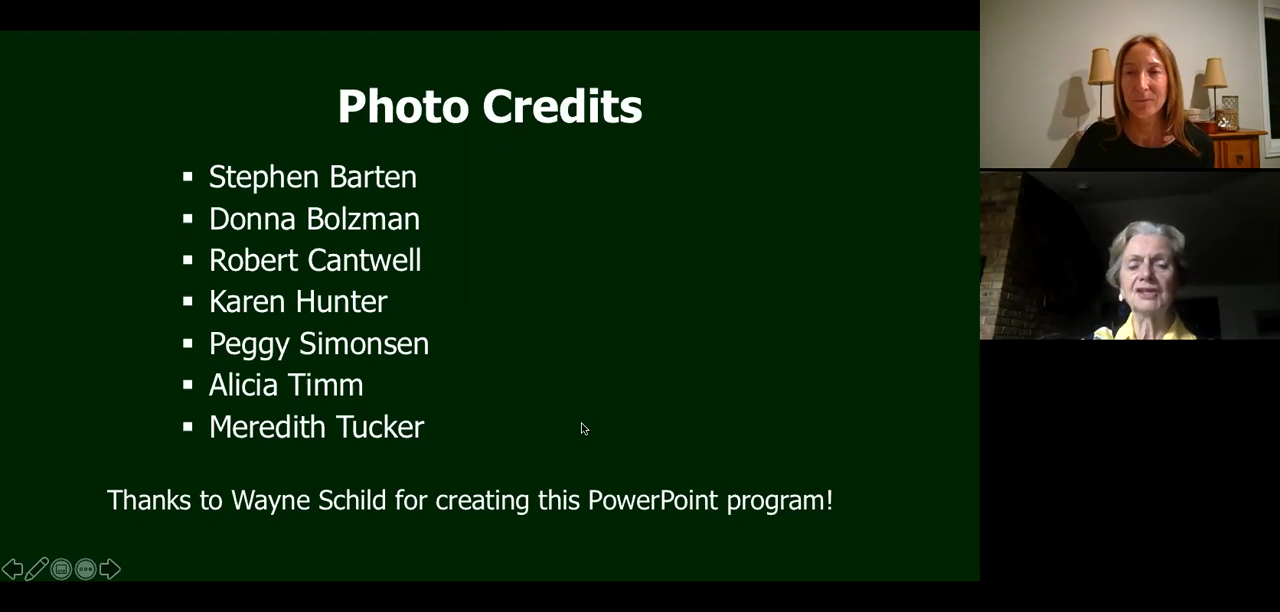 Photo Credits
▪ Stephen Barten
▪ Donna Bolzman
▪ Robert Cantwell
▪ Karen Hunter
▪ Peggy Simonsen
▪ Alicia Timm
▪ Meredith Tucker
Thanks to Wayne Schild for creating this PowerPoint program!